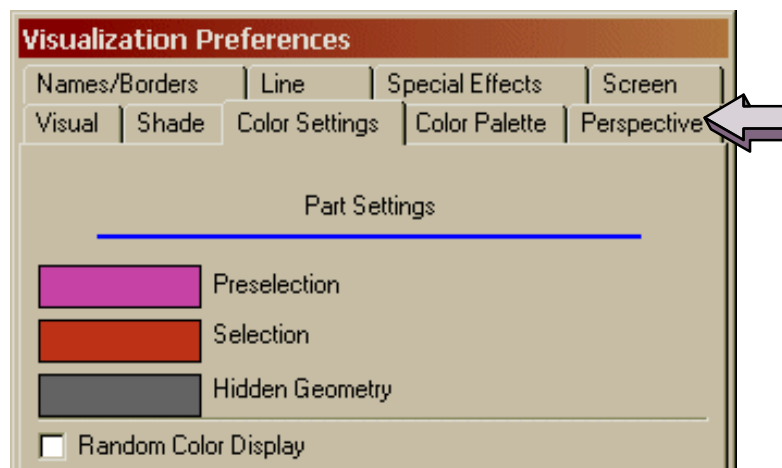 Visualization Preferences
Names/Borders Line Special Effects Screen
Visual Shade Color Settings Color Palette Perspective
Part Settings
Preselection
Selection
Hidden Geometry
Random Color Display